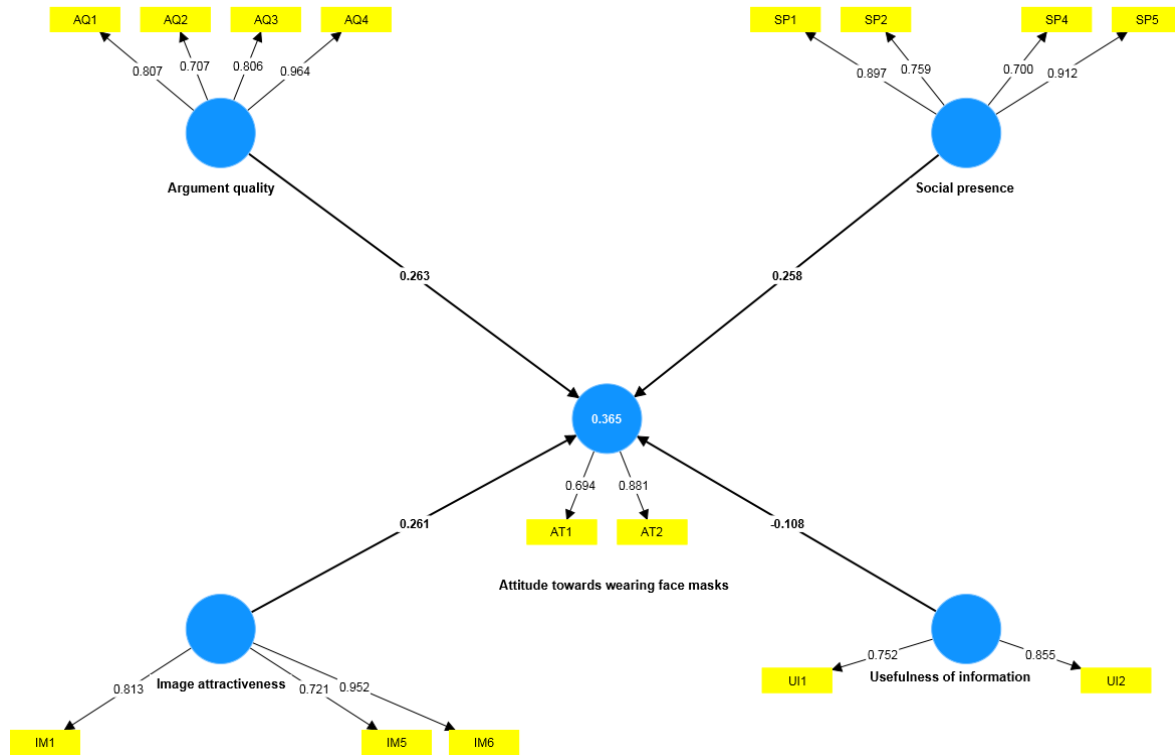 AQ1 AQ2 AQ3 AQ4 SP1 SP2 SP4 SP5
0.807 0.707 0.806 0.964 0.897 0.759 0.700 0.912
Argument quality Social presence
0.263 0.258
0.365
0.694 0.881
0.261 -0.108
AT1 AT2
Attitude towards wearing face masks
0.752 0.855
Image attractiveness Usefulness of information
0.813 0.721 0.952
UI1 UI2
IM1 IM5 IM6